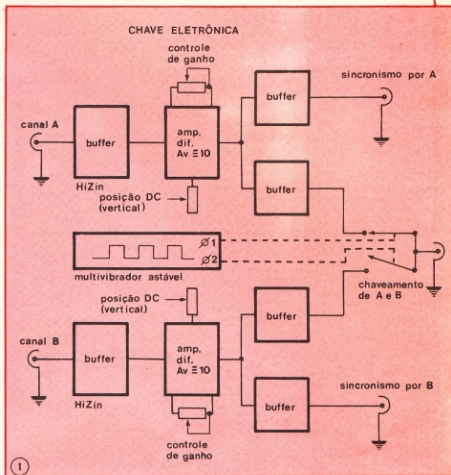 CHAVE ELETRÔNICA
controle
de ganho
sincronismo por A
buffer
canal A
buffer
amp.
dif.
Av ≅ 10
HiZin
buffer
posição DC
(vertical)
Ø1
Ø2
multivibrador astável
chaveamento
de A e B
posição DC
(vertical)
canal B
buffer
amp.
dif.
Av ≅ 10
buffer
HiZin
sincronismo por B
buffer
controle
de ganho
1